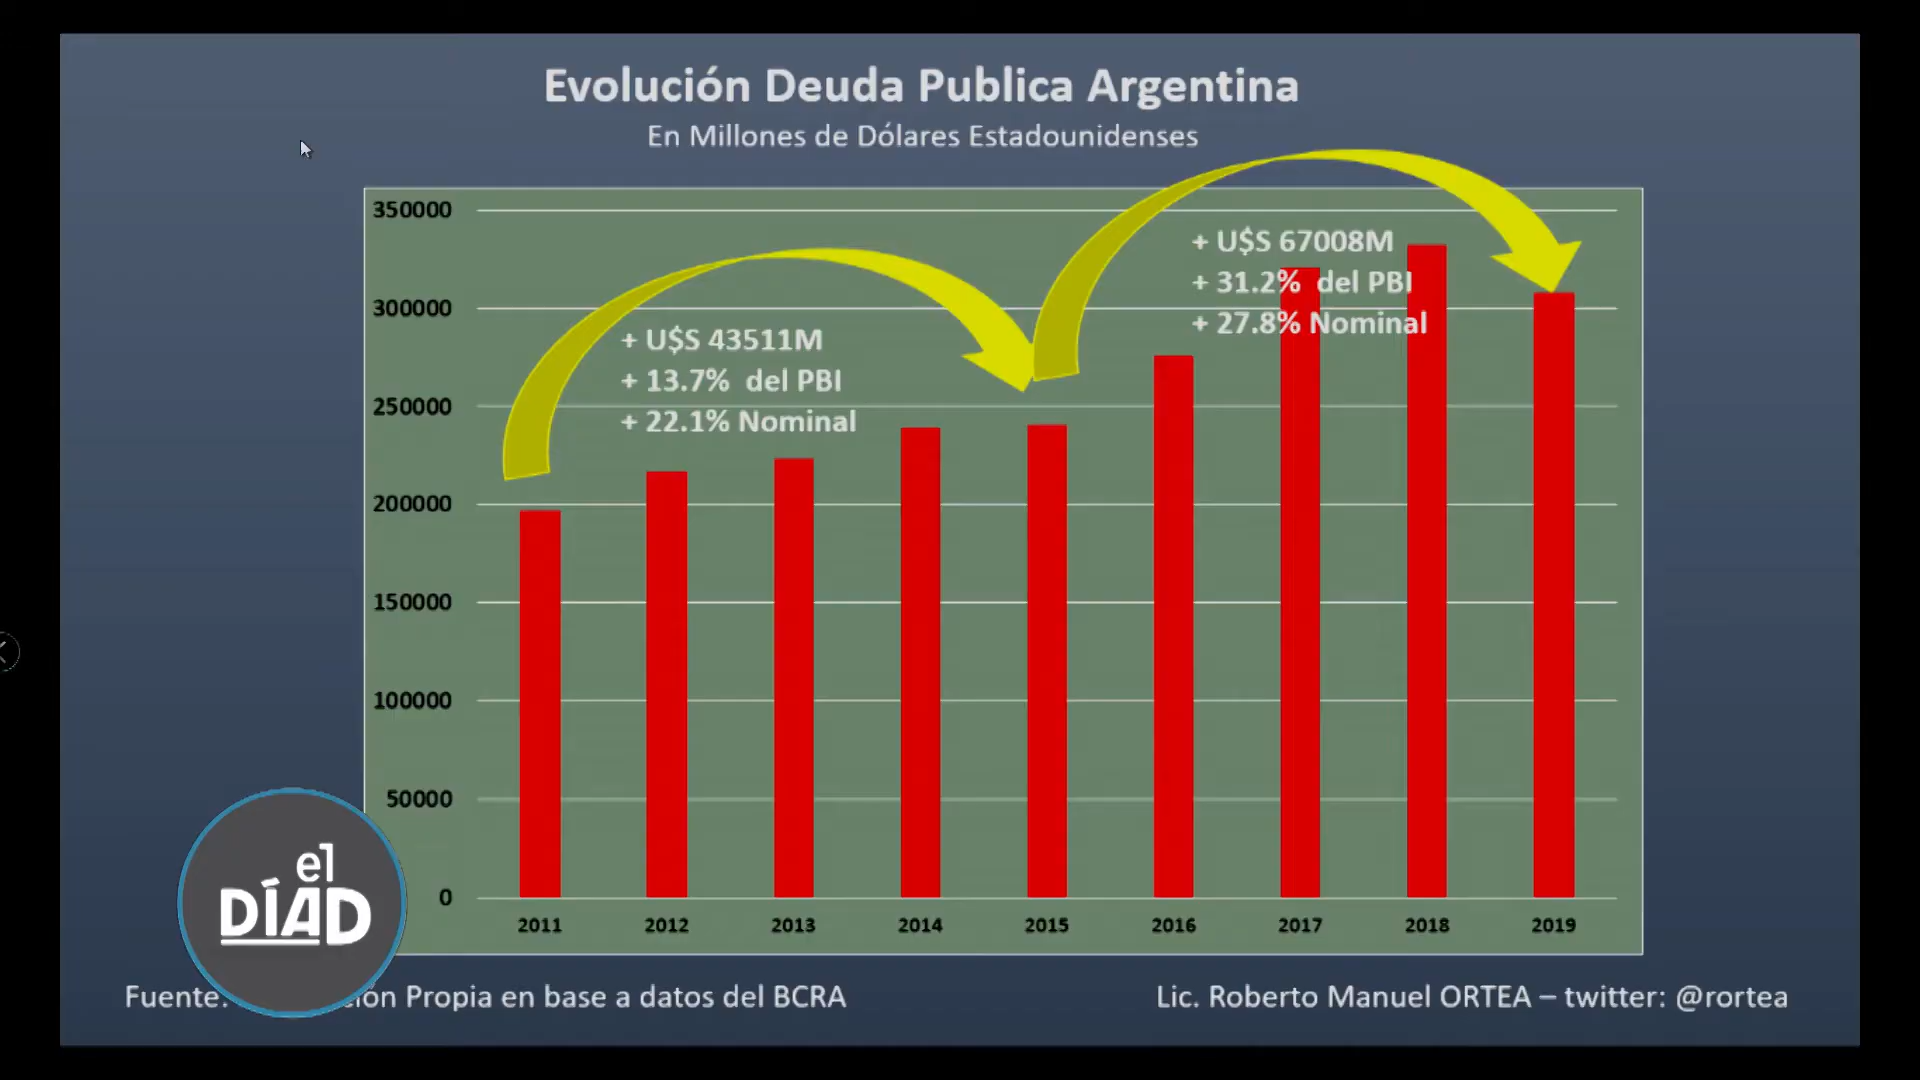 Evolución Deuda Publica Argentina
En Millones de Dólares Estadounidenses
350000
300000
250000
200000
150000
100000
50000
0
+ U$S 43511M
+ 13.7% del PBI
+ 22.1% Nominal
+ U$S 67008M
+ 31.2% del PBI
+ 27.8% Nominal
2011 2012 2013 2014 2015 2016 2017 2018 2019
el
DÍAD
Fuente: Propia en base a datos del BCRA
Lic. Roberto Manuel ORTEA – twitter: @rortea